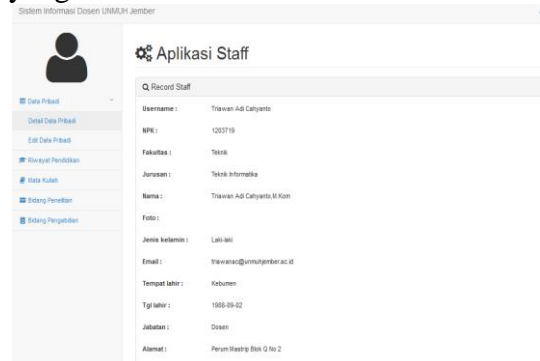 Sistem Informasi Dosen UNMUH Jember
Aplikasi Staff
Record Staff
Data Pribadi
Detail Data Pribadi
Edit Data Pribadi
Riwayat Pendidikan
Mata Kuliah
Bidang Penelitian
Bidang Pengabdian
Username : Triawan Adi Cahyanto
NPK : 1203719
Fakultas : Teknik
Jurusan : Teknik Informatika
Nama : Triawan Adi Cahyanto,M.Kom
Foto :
Jenis kelamin : Laki-laki
Email : triawanac@unmuhjember.ac.id
Tempat lahir : Kebumen
Tgl lahir : 1988-09-02
Jabatan : Dosen
Alamat : Perum Mastrip Blok Q No 2